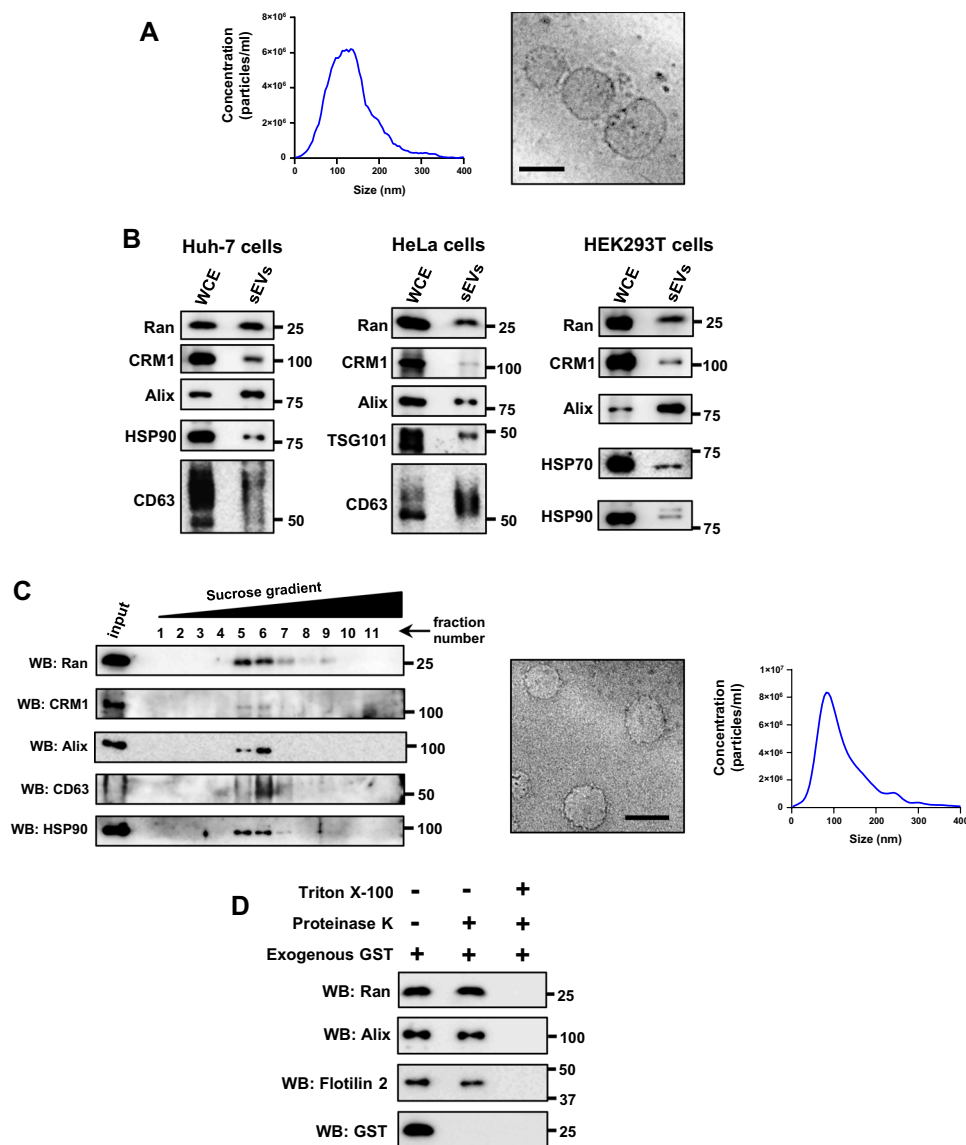 A
Concentration
(particles/ml)
8×10⁶
6×10⁶
4×10⁶
2×10⁶
0
0 100 200 300 400
Size (nm)
B
Huh-7 cells
WCE sEVs
Ran 25
CRM1 100
Alix 75
HSP90 75
CD63 50
HeLa cells
WCE sEVs
Ran 25
CRM1 100
Alix 75
TSG101 50
CD63 50
HEK293T cells
WCE sEVs
Ran 25
CRM1 100
Alix 75
HSP70 75
HSP90 75
C
Sucrose gradient
input 1 2 3 4 5 6 7 8 9 10 11 fraction
number
WB: Ran 25
WB: CRM1 100
WB: Alix 100
WB: CD63 50
WB: HSP90 100
Concentration
(particles/ml)
1×10⁷
8×10⁶
6×10⁶
4×10⁶
2×10⁶
0
0 100 200 300 400
Size (nm)
D
Triton X-100 - - +
Proteinase K - + +
Exogenous GST + + +
WB: Ran 25
WB: Alix 100
WB: Flotilin 2 50
37
WB: GST 25